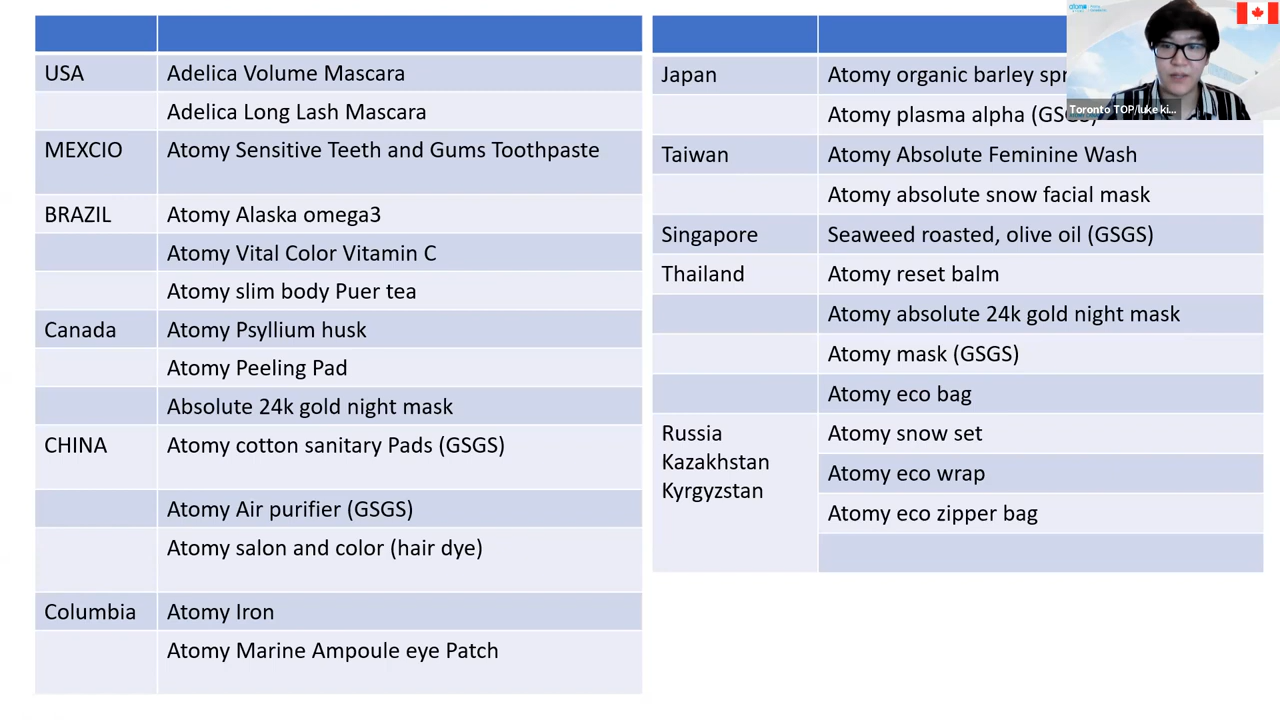 USA Adelica Volume Mascara
Adelica Long Lash Mascara
MEXCIO Atomy Sensitive Teeth and Gums Toothpaste
BRAZIL Atomy Alaska omega3
Atomy Vital Color Vitamin C
Atomy slim body Puer tea
Canada Atomy Psyllium husk
Atomy Peeling Pad
Absolute 24k gold night mask
CHINA Atomy cotton sanitary Pads (GSGS)
Atomy Air purifier (GSGS)
Atomy salon and color (hair dye)
Columbia Atomy Iron
Atomy Marine Ampoule eye Patch
Japan Atomy organic barley
Atomy plasma alpha (GSGS)
Taiwan Atomy Absolute Feminine Wash
Atomy absolute snow facial mask
Singapore Seaweed roasted, olive oil (GSGS)
Thailand Atomy reset balm
Atomy absolute 24k gold night mask
Atomy mask (GSGS)
Atomy eco bag
Russia Atomy snow set
Kazakhstan Atomy eco wrap
Kyrgyzstan Atomy eco zipper bag
Toronto TOP/luke ki...